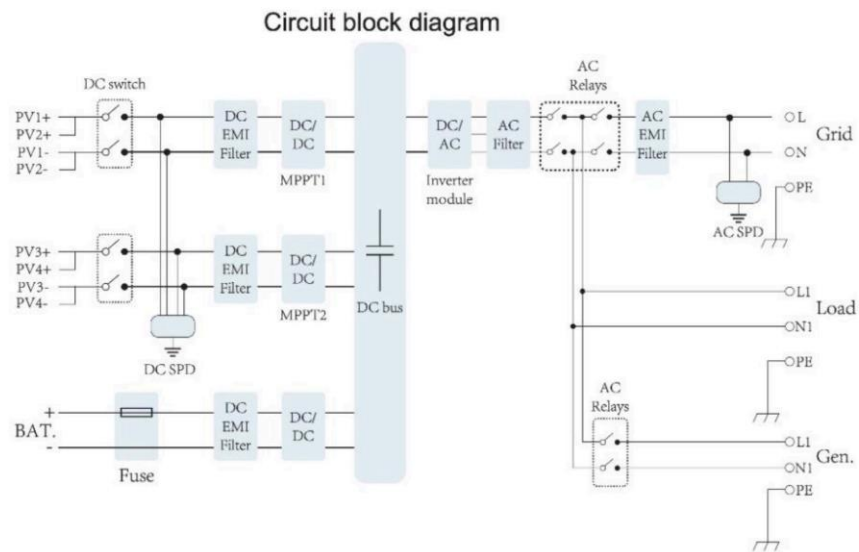 Circuit block diagram
DC switch
PV1+
PV2+
PV1-
PV2-
DC
EMI
Filter
DC/
DC
MPPT1
DC/
AC
Inverter
module
AC
Filter
AC
Relays
AC
EMI
Filter
L
N
Grid
PE
AC SPD
PV3+
PV4+
PV3-
PV4-
DC
EMI
Filter
DC/
DC
MPPT2
DC bus
DC SPD
L1
Load
N1
PE
+
BAT.
-
Fuse
DC
EMI
Filter
DC/
DC
AC
Relays
L1
N1
Gen.
PE